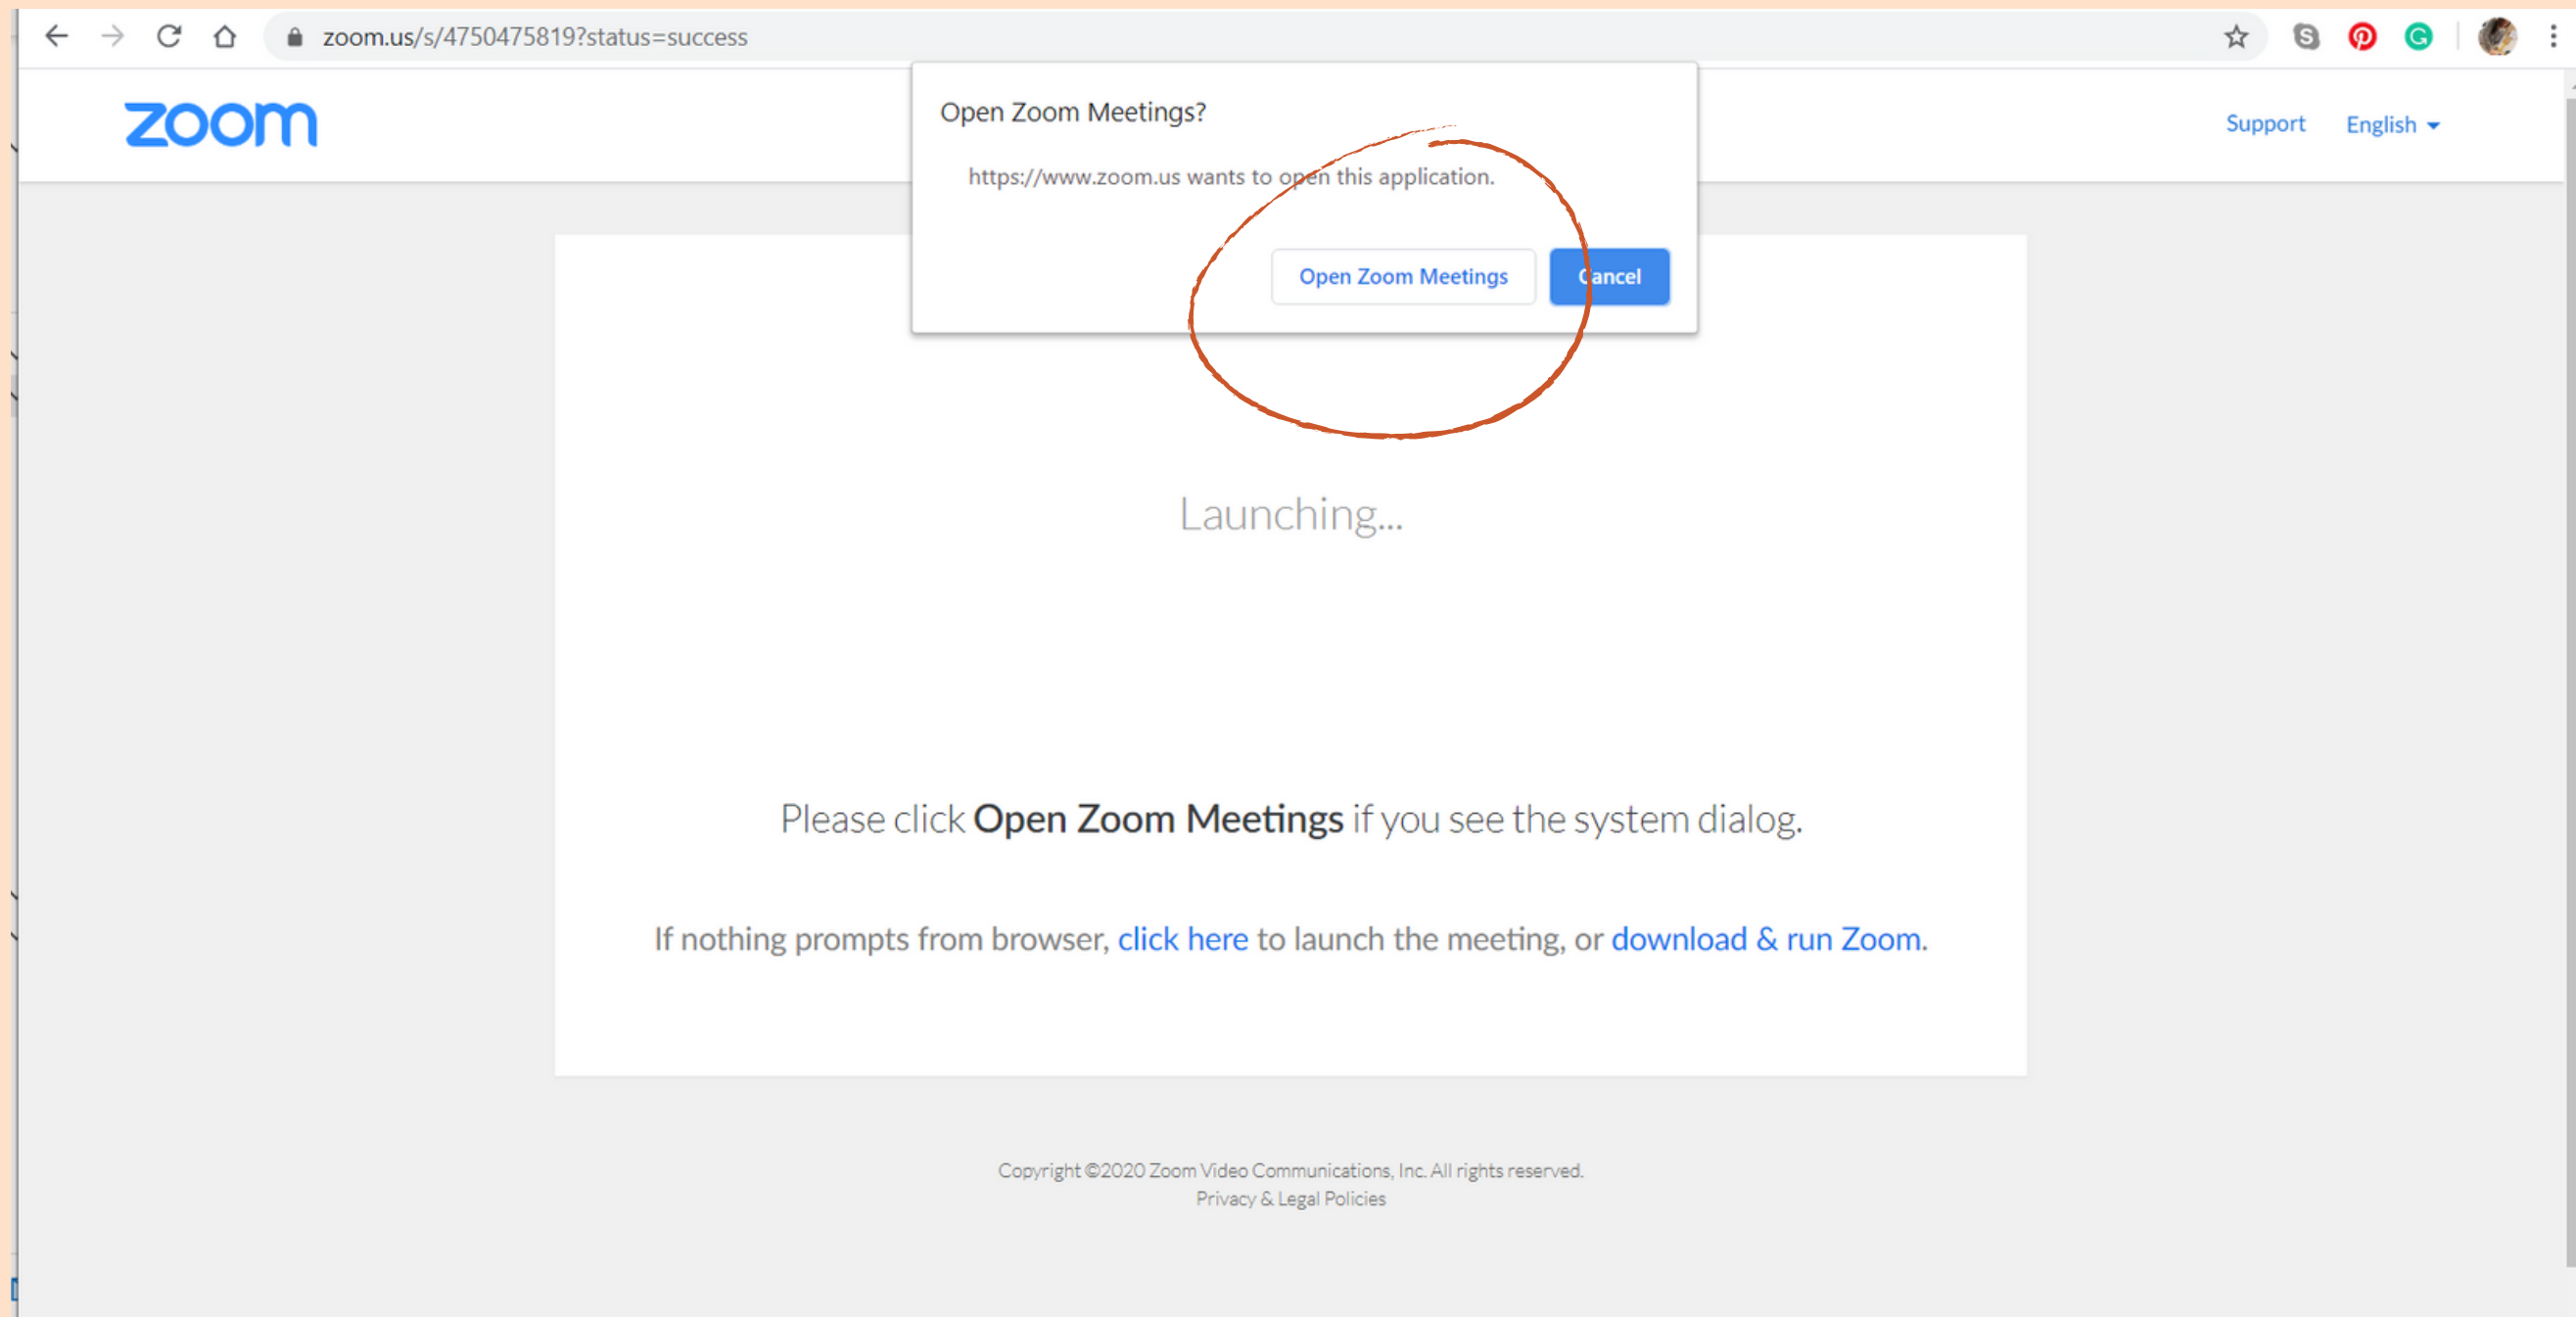 zoom.us/s/4750475819?status=success
zoom
Open Zoom Meetings?
https://www.zoom.us wants to open this application.
Open Zoom Meetings
Cancel
Support
English
Launching...
Please click Open Zoom Meetings if you see the system dialog.
If nothing prompts from browser, click here to launch the meeting, or download & run Zoom.
Copyright ©2020 Zoom Video Communications, Inc. All rights reserved.
Privacy & Legal Policies